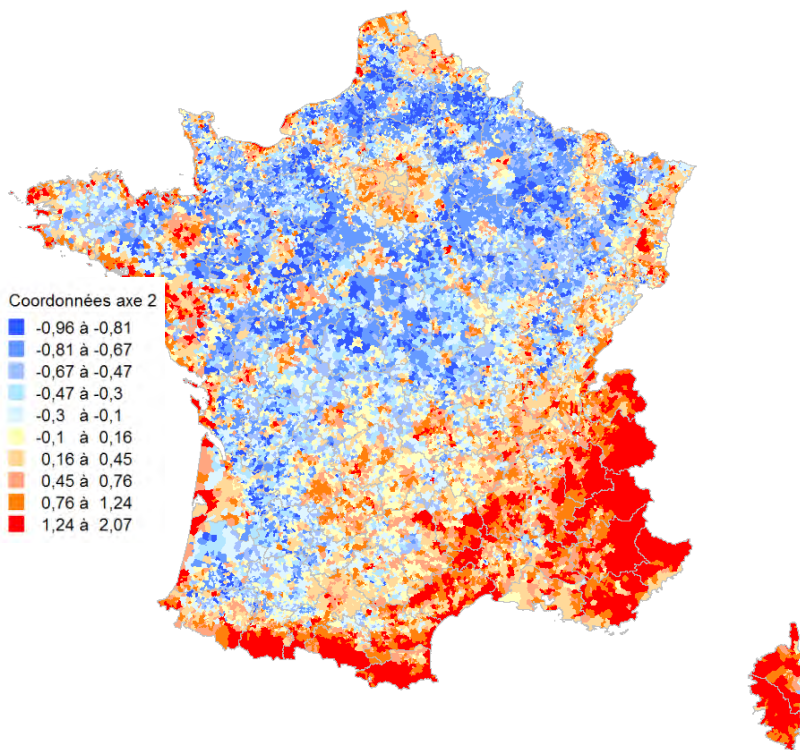 Coordonnées axe 2
-0,96 à -0,81
-0,81 à -0,67
-0,67 à -0,47
-0,47 à -0,3
-0,3 à -0,1
-0,1 à 0,16
0,16 à 0,45
0,45 à 0,76
0,76 à 1,24
1,24 à 2,07